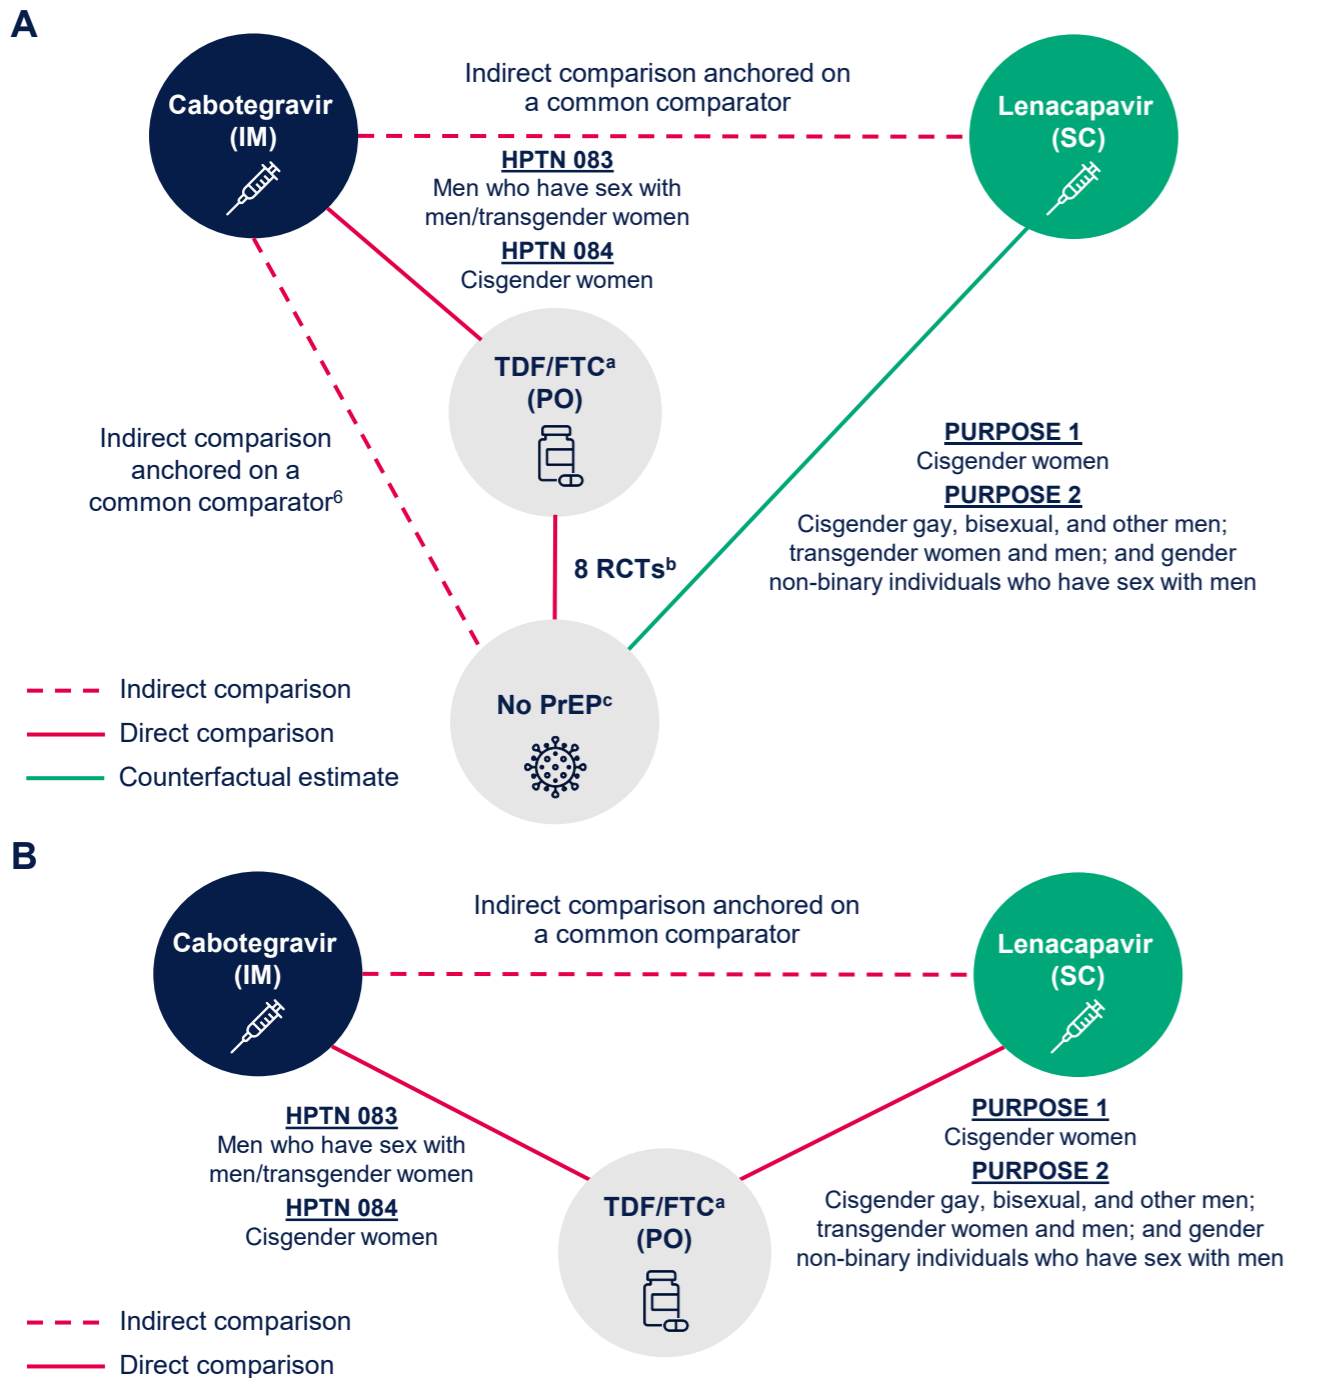 A
Cabotegravir
(IM)
Indirect comparison anchored on
a common comparator
Lenacapavir
(SC)
HPTN 083
Men who have sex with
men/transgender women
HPTN 084
Cisgender women
TDF/FTCᵃ
(PO)
Indirect comparison
anchored on a
common comparator⁶
PURPOSE 1
Cisgender women
PURPOSE 2
Cisgender gay, bisexual, and other men;
transgender women and men; and gender
non-binary individuals who have sex with men
8 RCTsᵇ
No PrEPᶜ
Indirect comparison
Direct comparison
Counterfactual estimate
B
Cabotegravir
(IM)
Indirect comparison anchored on
a common comparator
Lenacapavir
(SC)
HPTN 083
Men who have sex with
men/transgender women
HPTN 084
Cisgender women
PURPOSE 1
Cisgender women
PURPOSE 2
Cisgender gay, bisexual, and other men;
transgender women and men; and gender
non-binary individuals who have sex with men
TDF/FTCᵃ
(PO)
Indirect comparison
Direct comparison